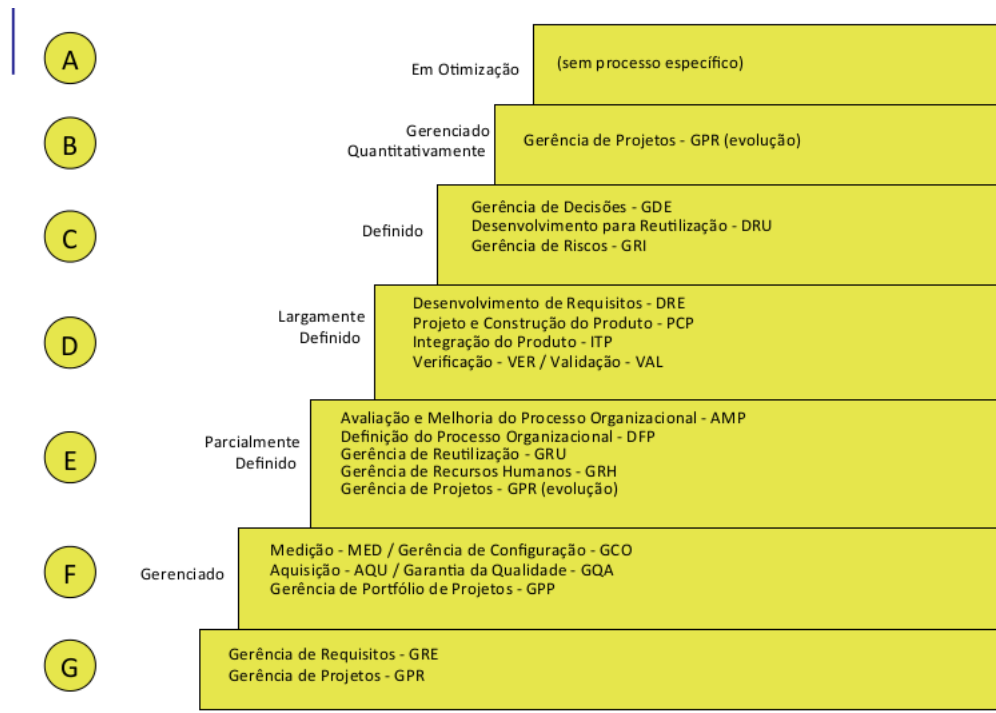 A
Em Otimização
(sem processo específico)
B
Gerenciado
Quantitativamente
Gerência de Projetos - GPR (evolução)
C
Definido
Gerência de Decisões - GDE
Desenvolvimento para Reutilização - DRU
Gerência de Riscos - GRI
D
Largamente
Definido
Desenvolvimento de Requisitos - DRE
Projeto e Construção do Produto - PCP
Integração do Produto - ITP
Verificação - VER / Validação - VAL
E
Parcialmente
Definido
Avaliação e Melhoria do Processo Organizacional - AMP
Definição do Processo Organizacional - DFP
Gerência de Reutilização - GRU
Gerência de Recursos Humanos - GRH
Gerência de Projetos - GPR (evolução)
F
Gerenciado
Medição - MED / Gerência de Configuração - GCO
Aquisição - AQU / Garantia da Qualidade - GQA
Gerência de Portfólio de Projetos - GPP
G
Gerência de Requisitos - GRE
Gerência de Projetos - GPR